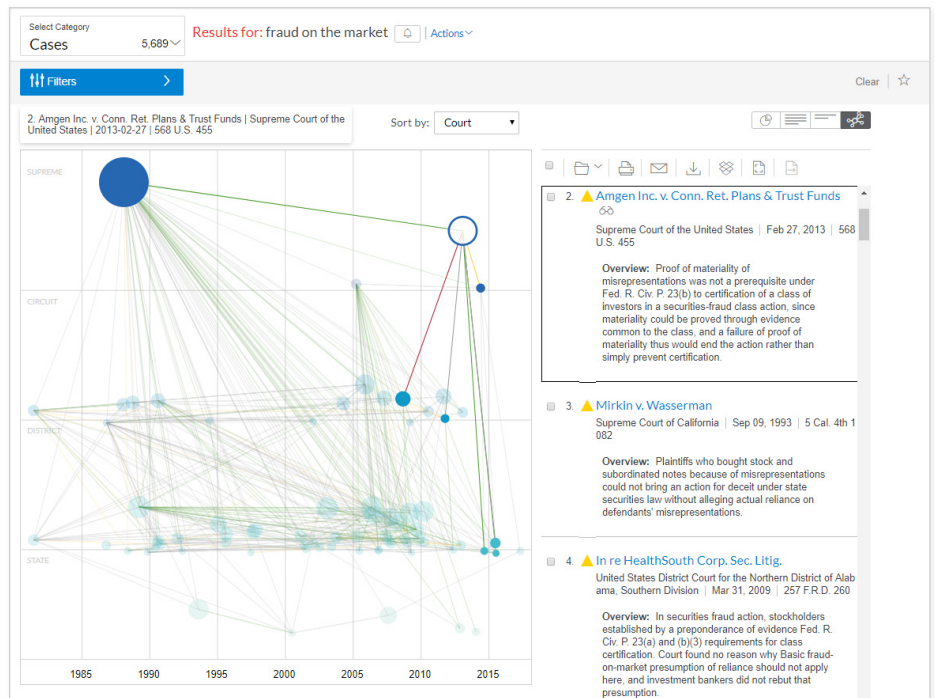 Select Category
Cases 5,689
Results for: fraud on the market
Actions
Filters
Clear
2. Amgen Inc. v. Conn. Ret. Plans & Trust Funds | Supreme Court of the
United States | 2013-02-27 | 568 U.S. 455
Sort by: Court
SUPREME
CIRCUIT
DISTRICT
STATE
1985 1990 1995 2000 2005 2010 2015
2. Amgen Inc. v. Conn. Ret. Plans & Trust Funds
Supreme Court of the United States | Feb 27, 2013 | 568
U.S. 455
Overview: Proof of materiality of
misrepresentations was not a prerequisite under
Fed. R. Civ. P. 23(b) to certification of a class of
investors in a securities-fraud class action, since
materiality could be proved through evidence
common to the class, and a failure of proof of
materiality thus would end the action rather than
simply prevent certification.
3. Mirkin v. Wasserman
Supreme Court of California | Sep 09, 1993 | 5 Cal. 4th 1
082
Overview: Plaintiffs who bought stock and
subordinated notes because of misrepresentations
could not bring an action for deceit under state
securities law without alleging actual reliance on
defendants' misrepresentations.
4. In re HealthSouth Corp. Sec. Litig.
United States District Court for the Northern District of Alab
ama, Southern Division | Mar 31, 2009 | 257 F.R.D. 260
Overview: In securities fraud action, stockholders
established by a preponderance of evidence Fed. R.
Civ. P. 23(a) and (b)(3) requirements for class
certification. Court found no reason why Basic fraud-
on-market presumption of reliance should not apply
here, and investment bankers did not rebut that
presumption.